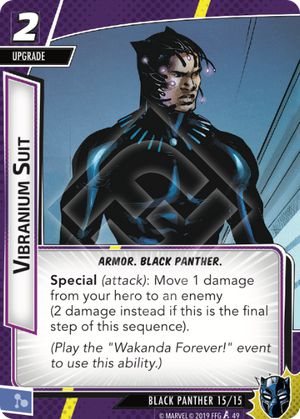 2
UPGRADE
VIBRANIUM SUIT
ARMOR. BLACK PANTHER.
Special (attack): Move 1 damage
from your hero to an enemy
(2 damage instead if this is the final
step of this sequence).
(Play the "Wakanda Forever!" event
to use this ability.)
BLACK PANTHER 15/15
© MARVEL © 2019 FFG A 49